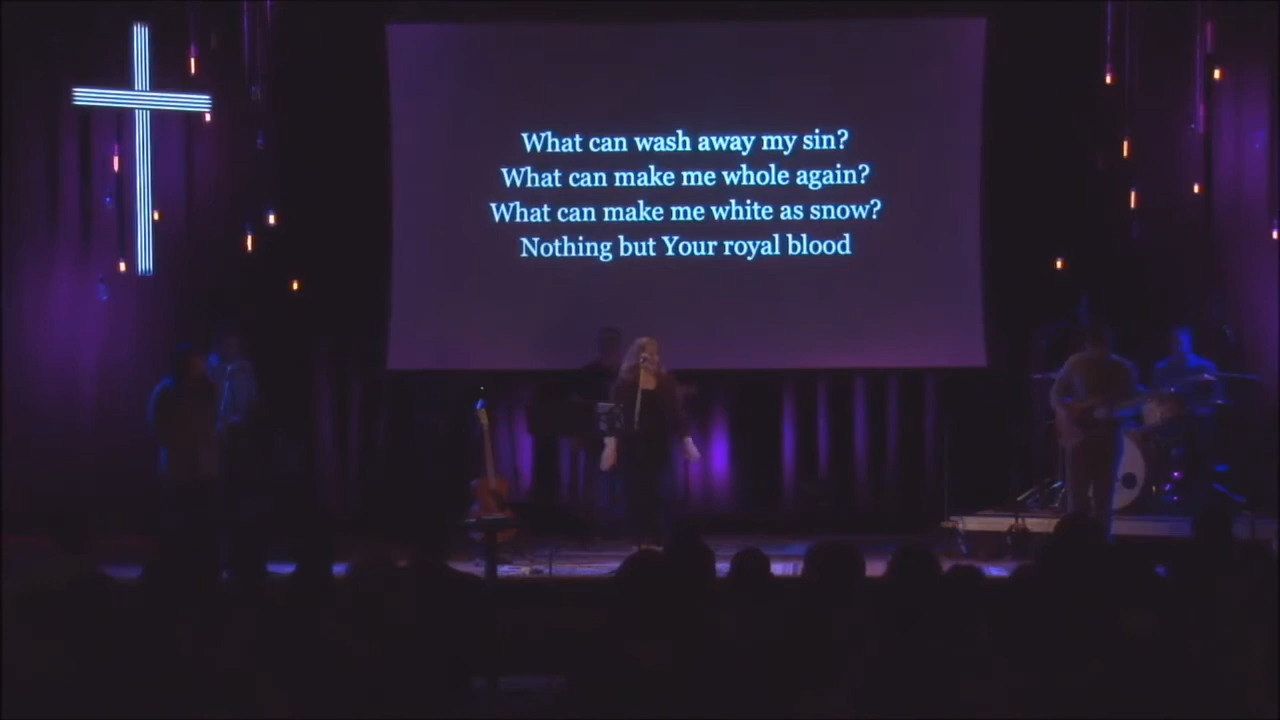 What can wash away my sin?
What can make me whole again?
What can make me white as snow?
Nothing but Your royal blood